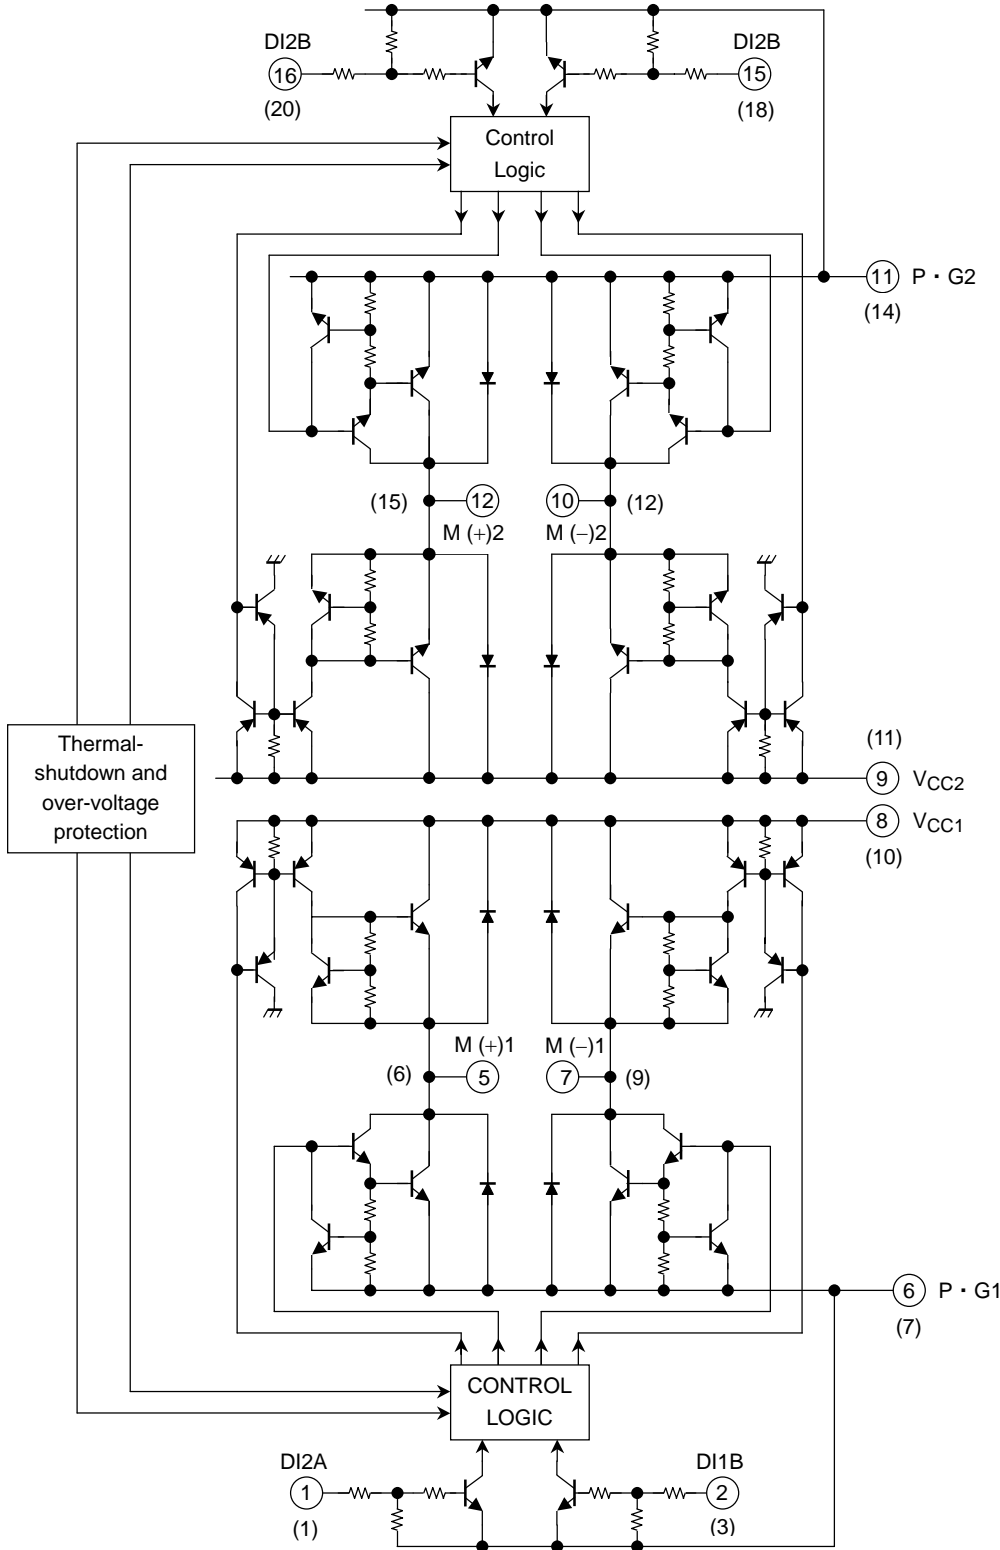 DI2B DI2B
16 15
(20) (18)
Control
Logic
11 P・G2
(14)
(15) 12 10 (12)
M (+)2 M (−)2
(11)
Thermal-
shutdown and
over-voltage
protection
9 VCC2
8 VCC1
(10)
M (+)1 M (−)1
(6) 5 7 (9)
6 P・G1
(7)
CONTROL
LOGIC
DI2A DI1B
1 2
(1) (3)